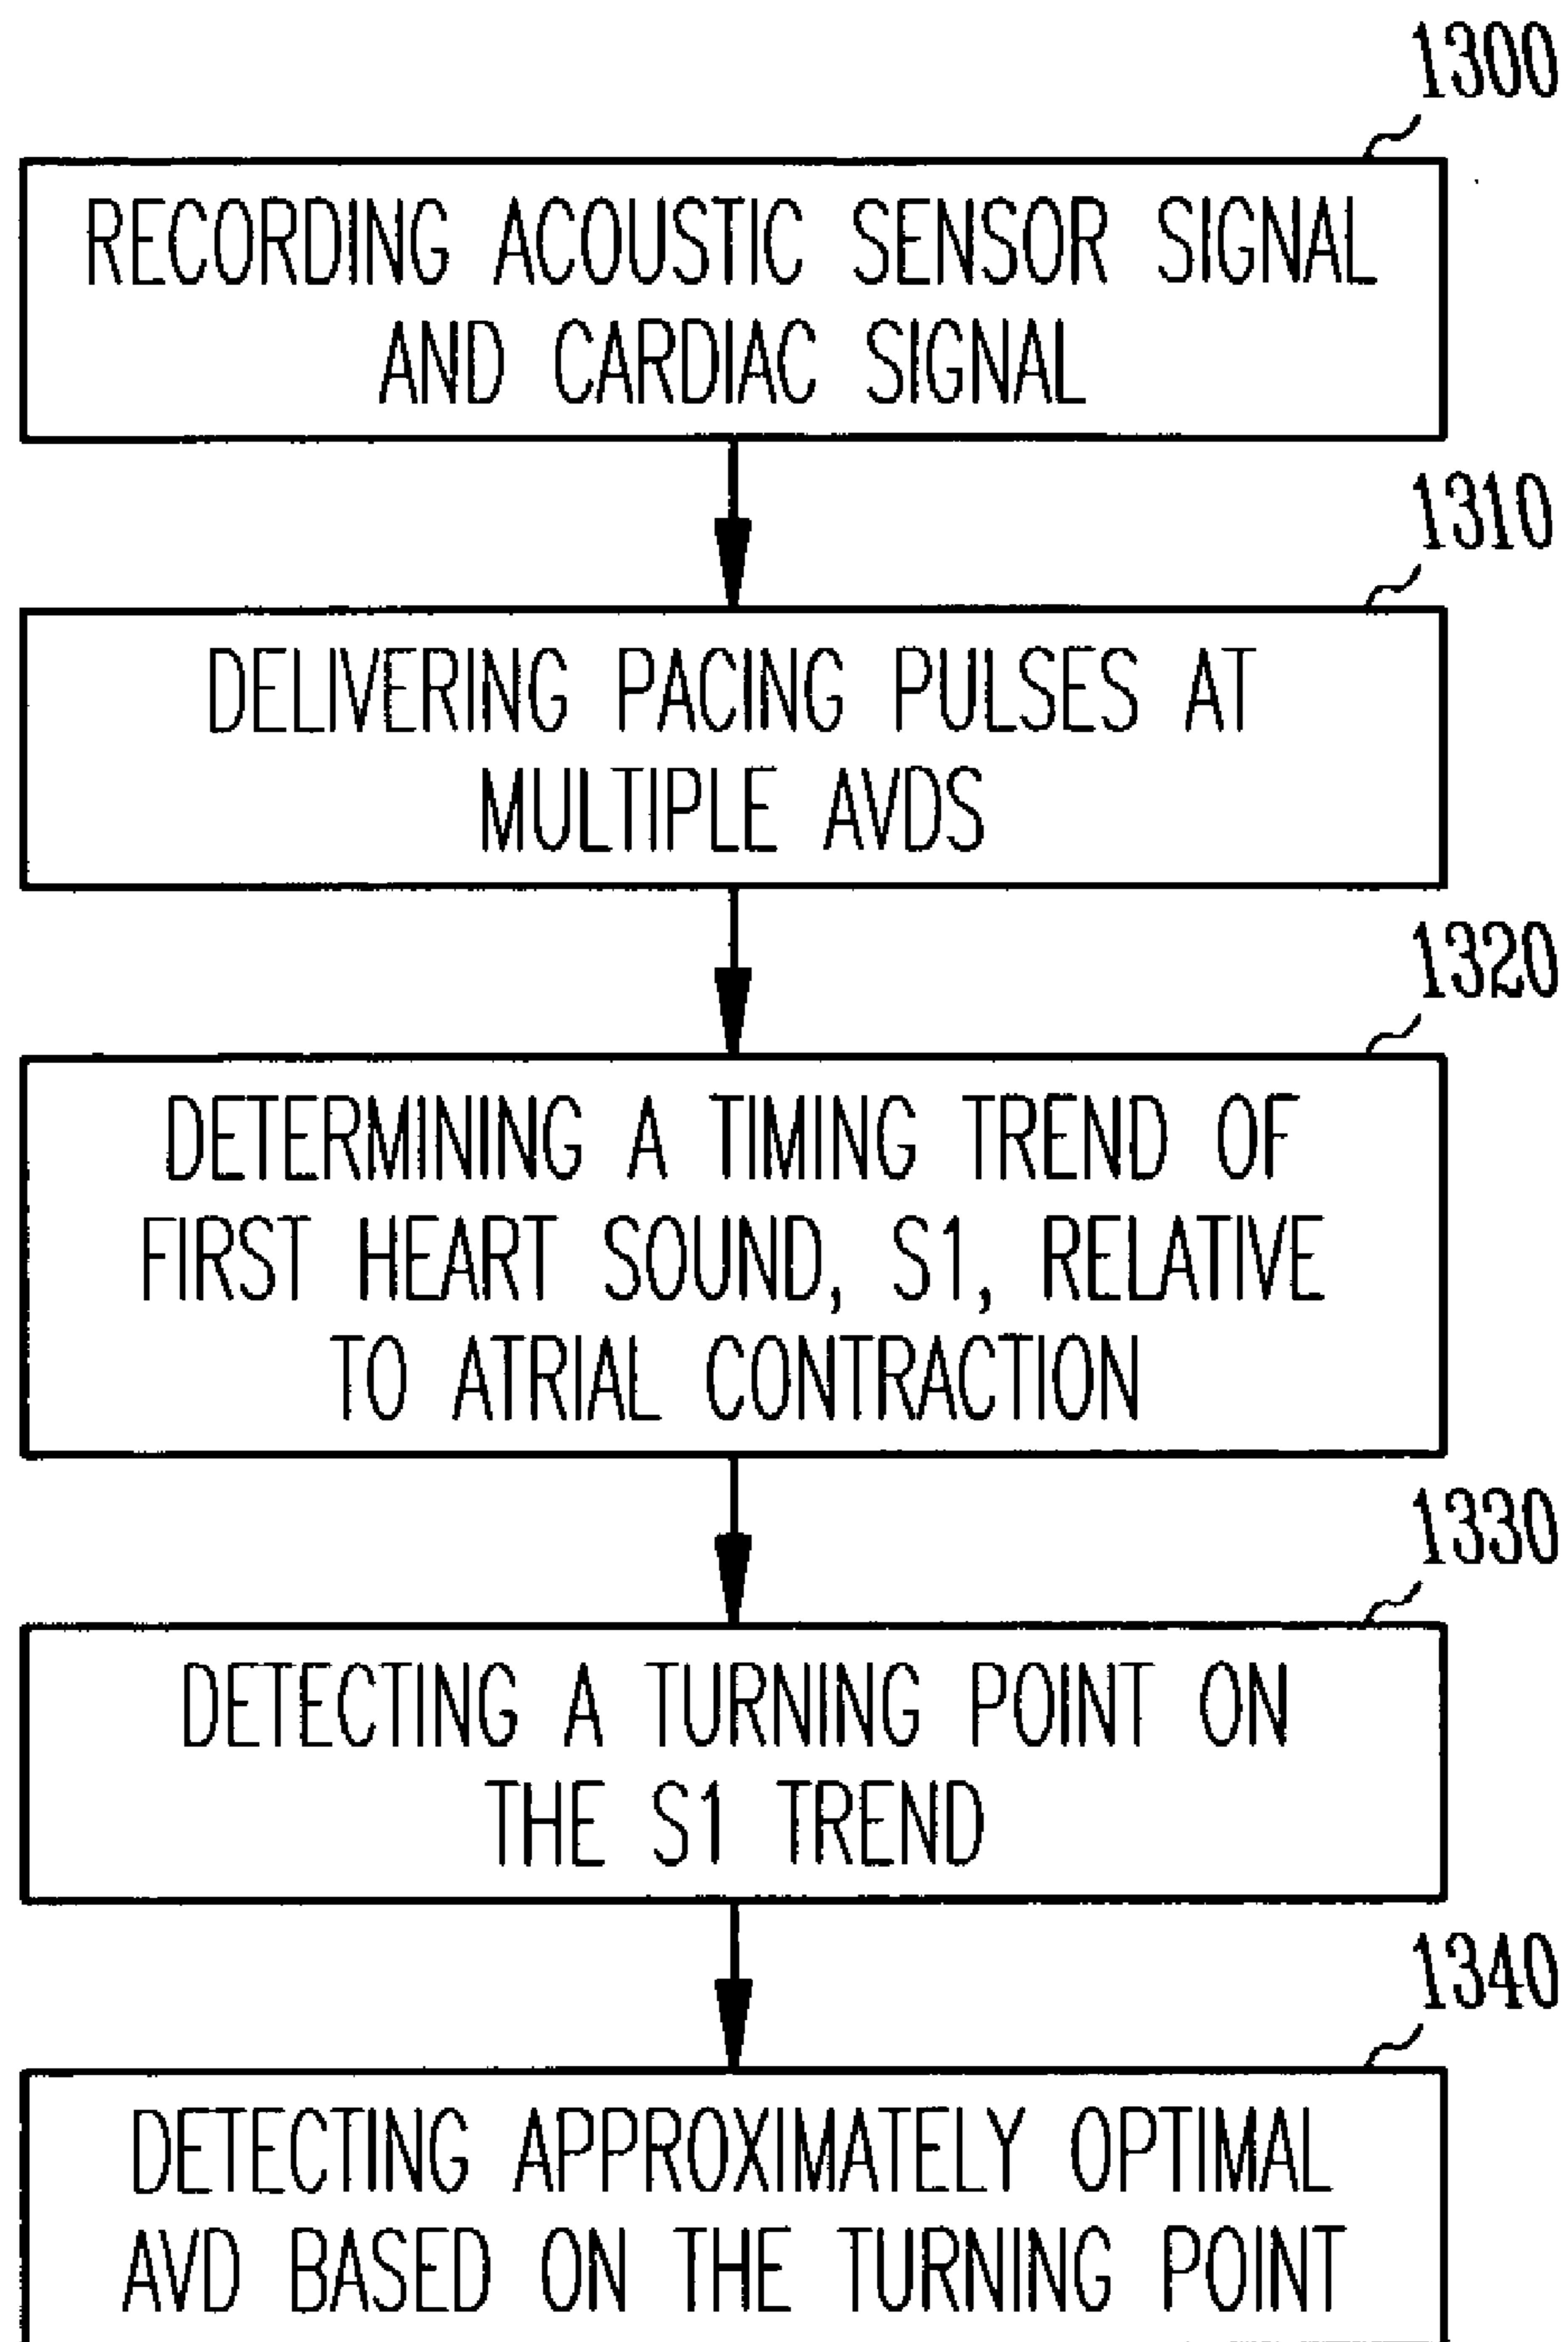 1300
RECORDING ACOUSTIC SENSOR SIGNAL
AND CARDIAC SIGNAL
1310
DELIVERING PACING PULSES AT
MULTIPLE AVDS
1320
DETERMINING A TIMING TREND OF
FIRST HEART SOUND, S1, RELATIVE
TO ATRIAL CONTRACTION
1330
DETECTING A TURNING POINT ON
THE S1 TREND
1340
DETECTING APPROXIMATELY OPTIMAL
AVD BASED ON THE TURNING POINT